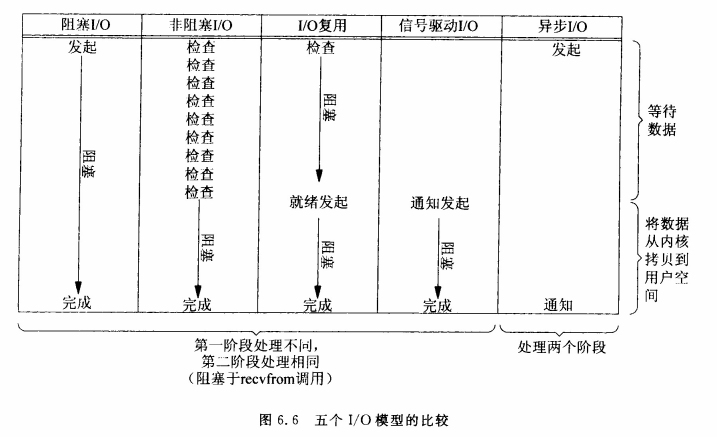 阻塞I/O 非阻塞I/O I/O复用 信号驱动I/O 异步I/O
发起 检查 检查 发起
检查
检查
检查
检查
检查
检查
检查
检查
阻塞
阻塞
等待
数据
就绪发起 通知发起
阻塞 阻塞 阻塞
将数据
从内核
拷贝到
用户空
间
完成 完成 完成 完成 通知
第一阶段处理不同，
第二阶段处理相同
（阻塞于recvfrom调用）
处理两个阶段
图 6.6 五个 I/O 模型的比较